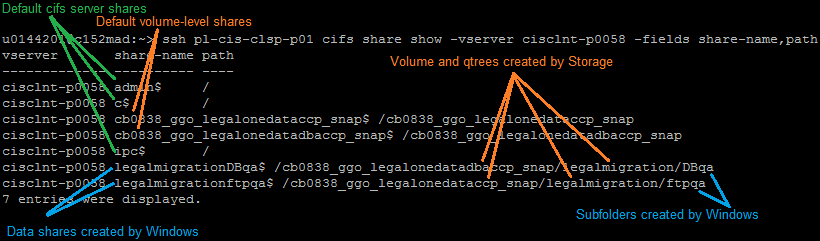 Default cifs server shares
Default volume-level shares
ssh pl-cis-clsp-p01 cifs share show -vserver cisclnt-p0058 -fields share-name,path
vserver share-name path
Volume and qtrees created by Storage
cisclnt-p0058 admin$ /
cisclnt-p0058 c$ /
cisclnt-p0058 cb0838_ggo_legalonedataccp_snap$ /cb0838_ggo_legalonedataccp_snap
cisclnt-p0058 cb0838_ggo_legalonedatadbaccp_snap$ /cb0838_ggo_legalonedatadbaccp_snap
cisclnt-p0058 ipc$ /
cisclnt-p0058 legalmigrationDBqa$ /cb0838_ggo_legalonedatadbaccp_snap/legalmigration/DBqa
cisclnt-p0058 legalmigrationftpqa$ /cb0838_ggo_legalonedataccp_snap/legalmigration/ftpqa
7 entries were displayed.
Subfolders created by Windows
Data shares created by Windows